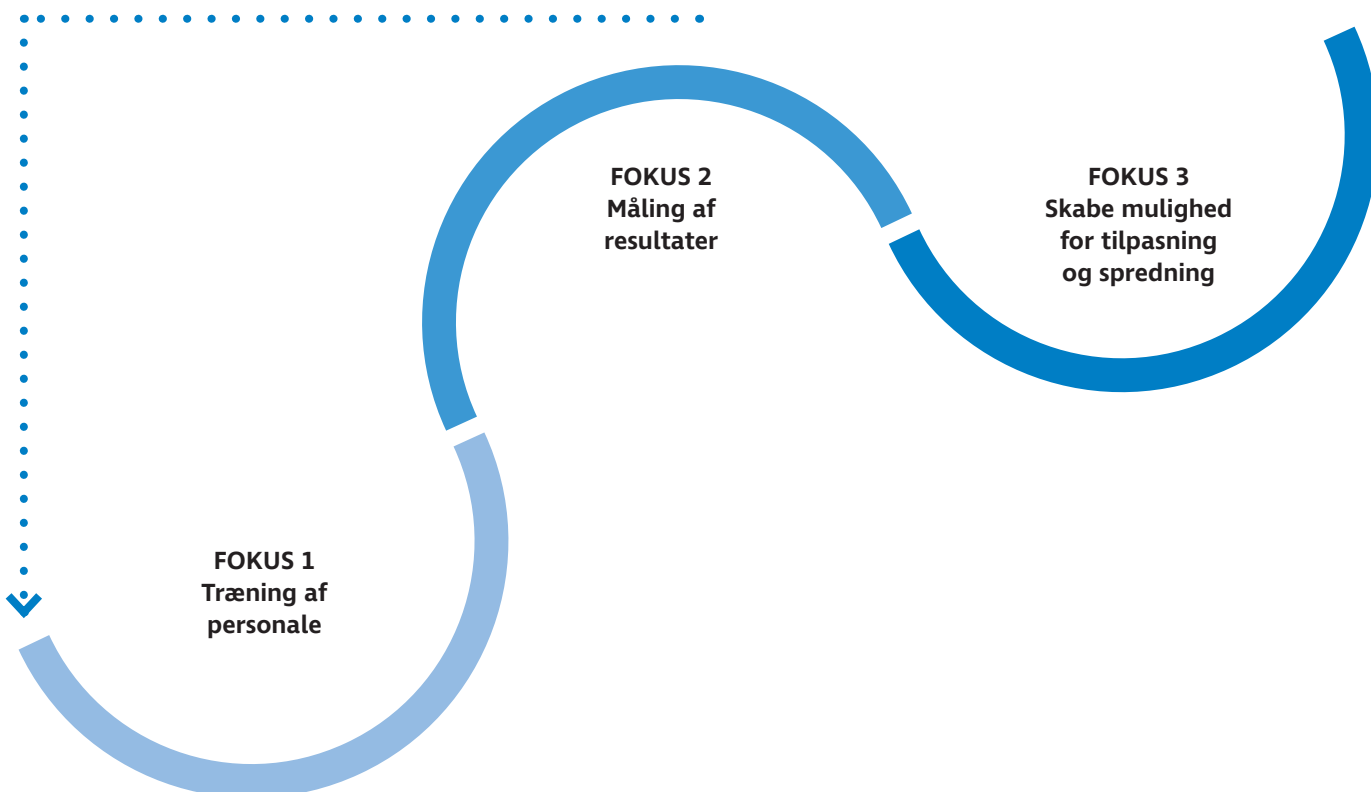 FOKUS 1
Træning af
personale
FOKUS 2
Måling af
resultater
FOKUS 3
Skabe mulighed
for tilpasning
og spredning